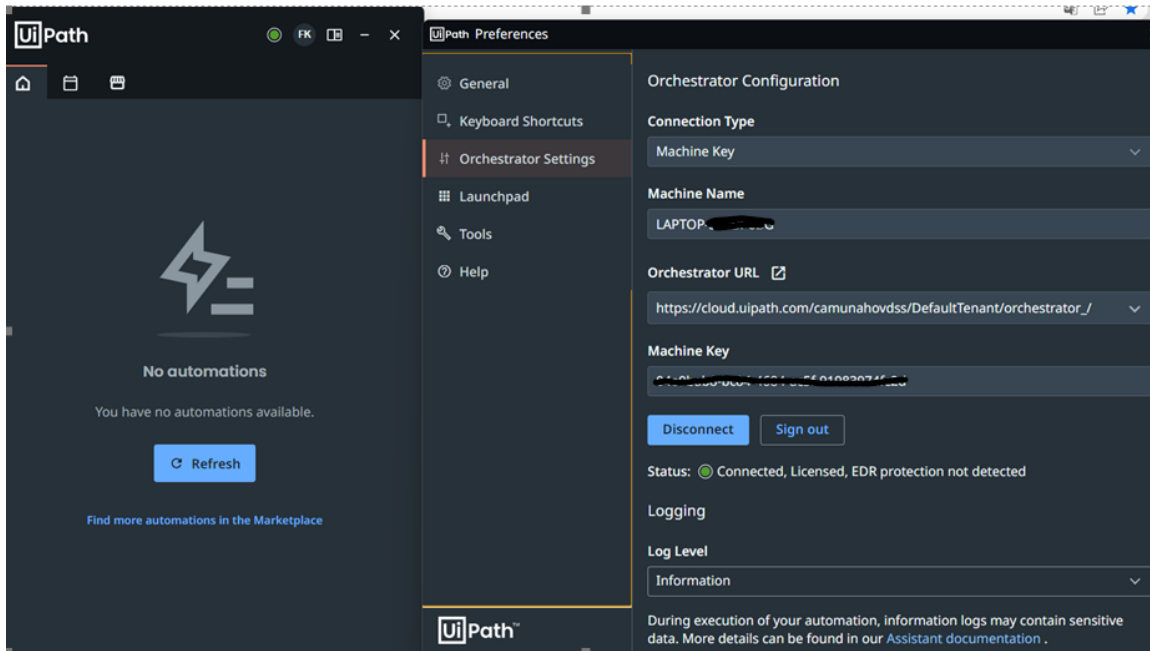 UiPath
FK
No automations
You have no automations available.
Refresh
Find more automations in the Marketplace
UiPath Preferences
General
Keyboard Shortcuts
Orchestrator Settings
Launchpad
Tools
Help
UiPath™
Orchestrator Configuration
Connection Type
Machine Key
Machine Name
LAPTOP-
Orchestrator URL
https://cloud.uipath.com/camunahovdss/DefaultTenant/orchestrator_/
Machine Key
Disconnect
Sign out
Status: Connected, Licensed, EDR protection not detected
Logging
Log Level
Information
During execution of your automation, information logs may contain sensitive
data. More details can be found in our Assistant documentation .